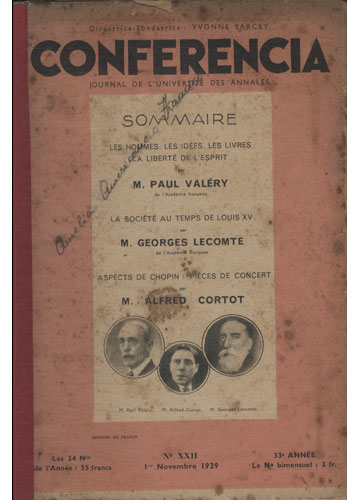 Directrice-Fondatrice : YVONNE SARCEY
CONFERENCIA
JOURNAL DE L'UNIVERSITÉ DES ANNALES
SOMMAIRE
LES HOMMES, LES IDÉES, LES LIVRES
LA LIBERTÉ DE L'ESPRIT
par
M. PAUL VALÉRY
de l'Académie française
LA SOCIÉTÉ AU TEMPS DE LOUIS XV
par
M. GEORGES LECOMTE
de l'Académie française
ASPECTS DE CHOPIN : PIÈCES DE CONCERT
par
M. ALFRED CORTOT
M. Paul Valéry. M. Alfred Cortot. M. Georges Lecomte.
IMPRIMÉ EN FRANCE
Les 24 Nos
de l'Année : 55 francs
No XXII
1er Novembre 1939
33e ANNÉE
Le No bimensuel : 3 fr.